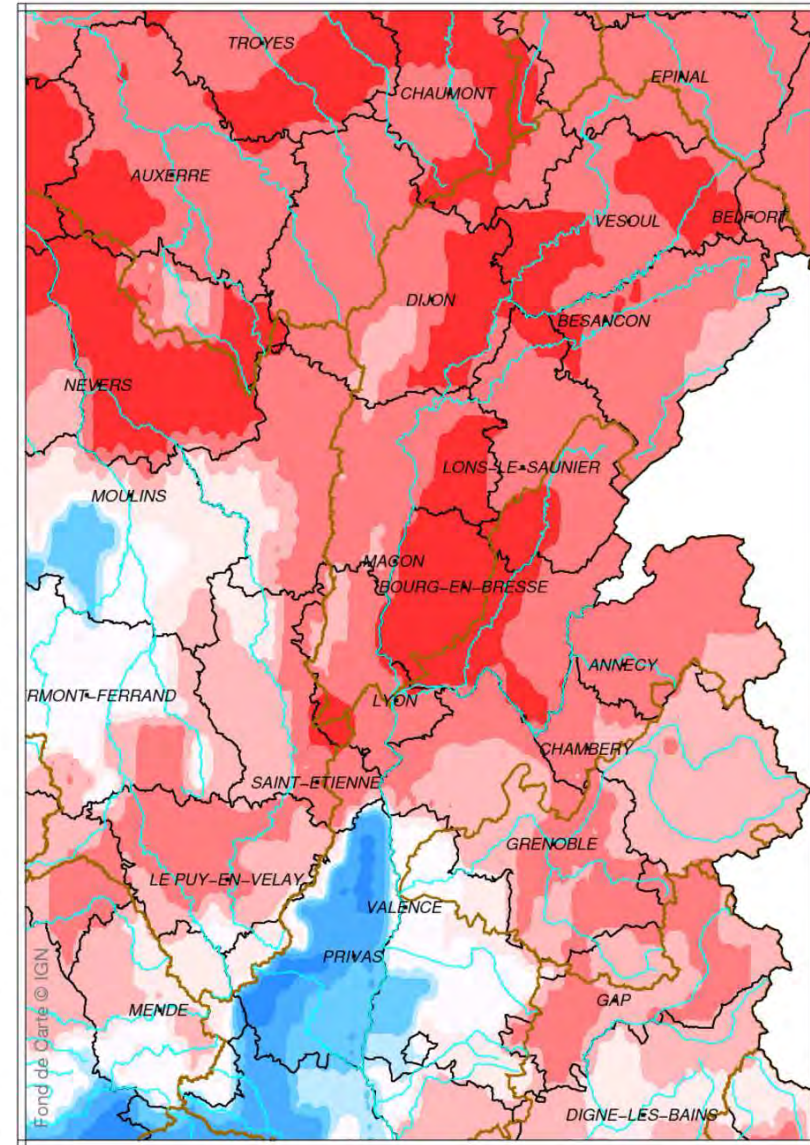 TROYES
CHAUMONT
EPINAL
AUXERRE
VESOUL
BELFORT
DIJON
BESANCON
NEVERS
LONS-LE-SAUNIER
MOULINS
MACON
BOURG-EN-BRESSE
ANNECY
RMONT-FERRAND
LYON
CHAMBERY
SAINT-ETIENNE
GRENOBLE
LE PUY-EN-VELAY
VALENCE
PRIVAS
GAP
MENDE
DIGNE-LES-BAINS
Fond de Carte © IGN